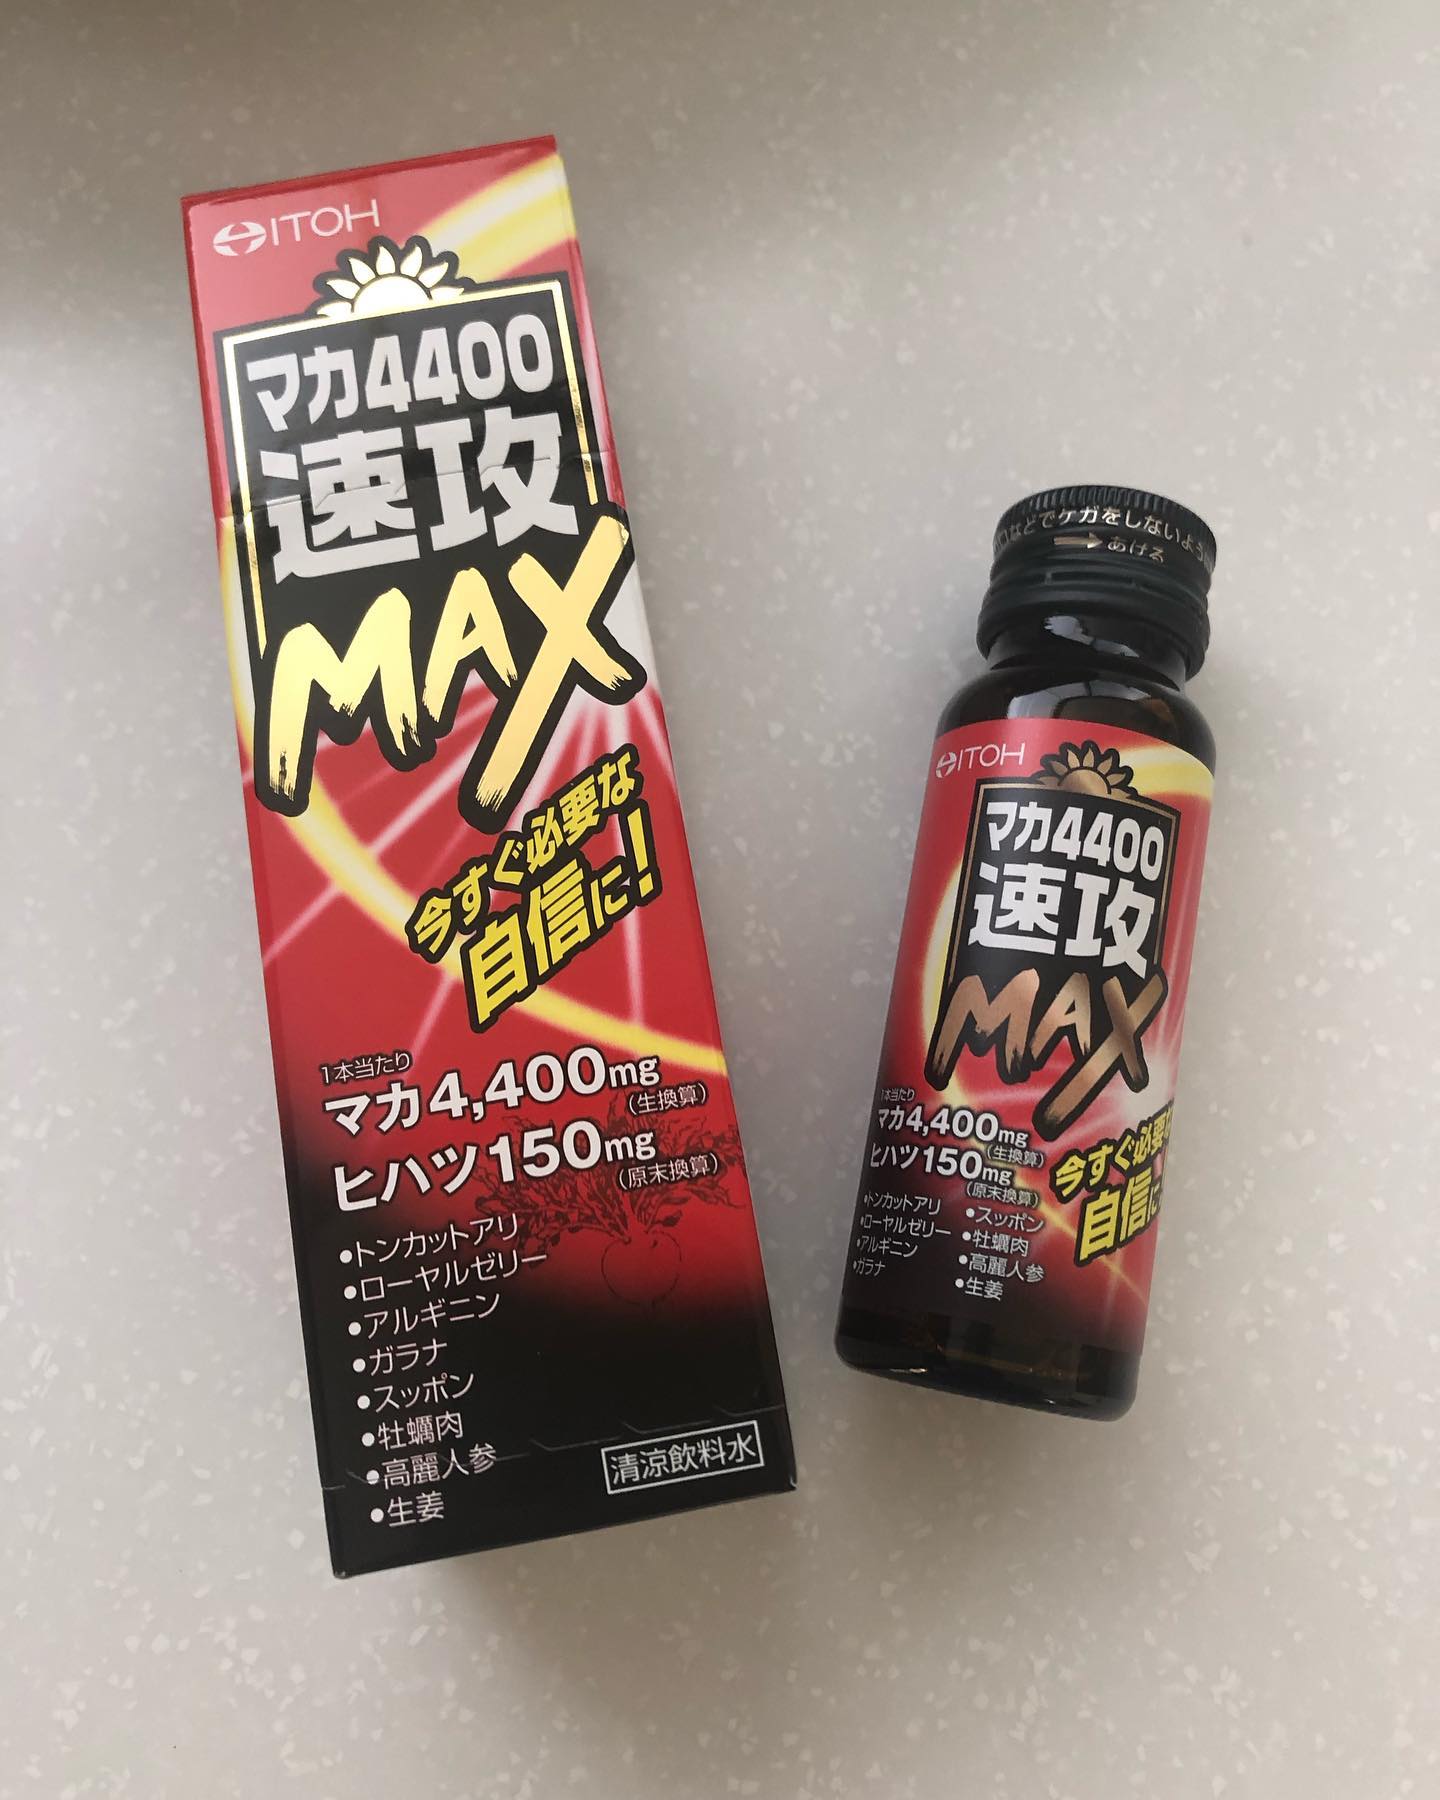 ITOH
マカ4400
速攻
MAX
今すぐ必要な
自信に!
1本当たり
マカ4,400mg
(生換算)
ヒハツ150mg
(原末換算)
•トンカットアリ
•ローヤルゼリー
•アルギニン
•ガラナ
•スッポン
•牡蠣肉
•高麗人参
•生姜
清涼飲料水
口などでケガをしないよう
あける
ITOH
マカ4400
速攻
MAX
1本当たり
マカ4,400mg
(生換算)
ヒハツ150mg
(原末換算)
今すぐ必要な
自信に!
•トンカットアリ
•ローヤルゼリー
•アルギニン
•ガラナ
•スッポン
•牡蠣肉
•高麗人参
•生姜